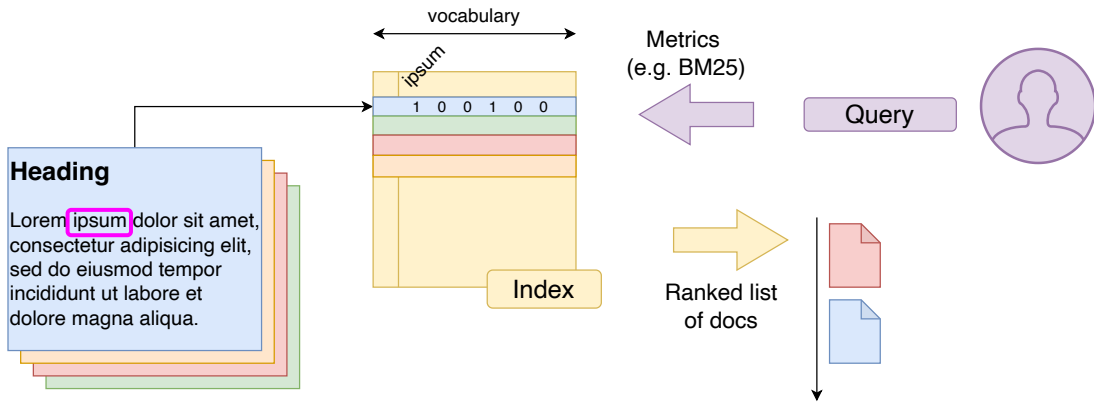 vocabulary
ipsum
1 0 0 1 0 0
Metrics
(e.g. BM25)
Query
Heading
Lorem ipsum dolor sit amet,
consectetur adipisicing elit,
sed do eiusmod tempor
incididunt ut labore et
dolore magna aliqua.
Index
Ranked list
of docs